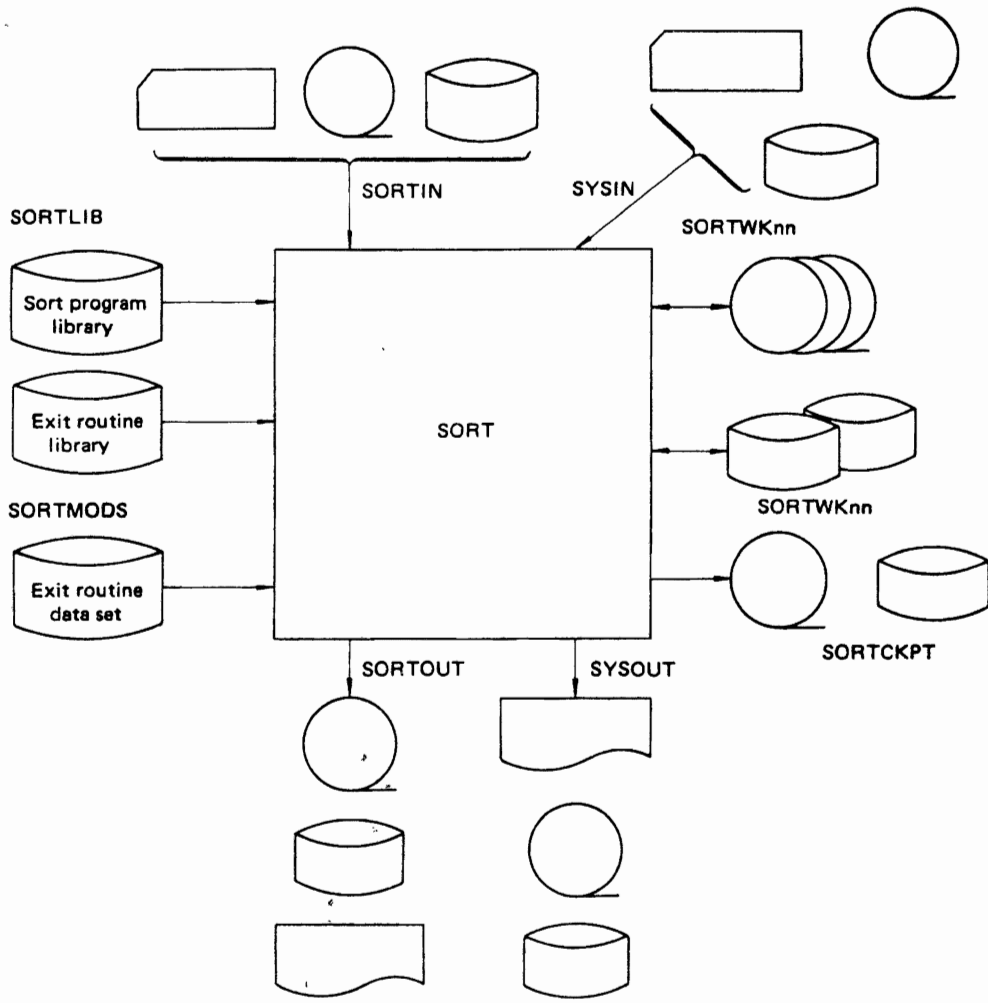 SORTIN
SYSIN
SORTLIB
SORTWKnn
Sort program
library
Exit routine
library
SORT
SORTWKnn
SORTMODS
Exit routine
data set
SORTCKPT
SORTOUT
SYSOUT